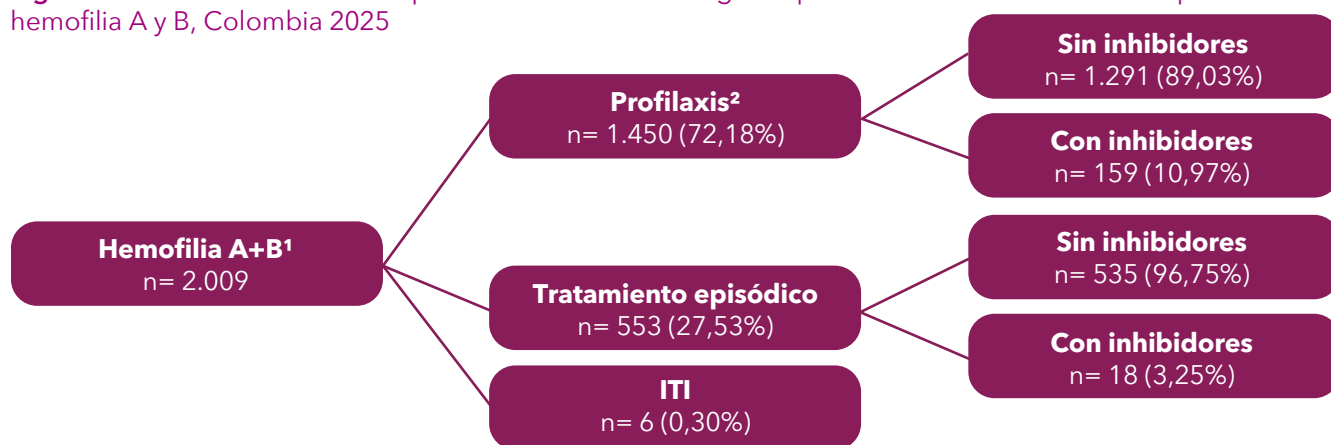 hemofilia A y B, Colombia 2025
Hemofilia A+B¹
n= 2.009
Profilaxis²
n= 1.450 (72,18%)
Sin inhibidores
n= 1.291 (89,03%)
Con inhibidores
n= 159 (10,97%)
Tratamiento episódico
n= 553 (27,53%)
Sin inhibidores
n= 535 (96,75%)
Con inhibidores
n= 18 (3,25%)
ITI
n= 6 (0,30%)